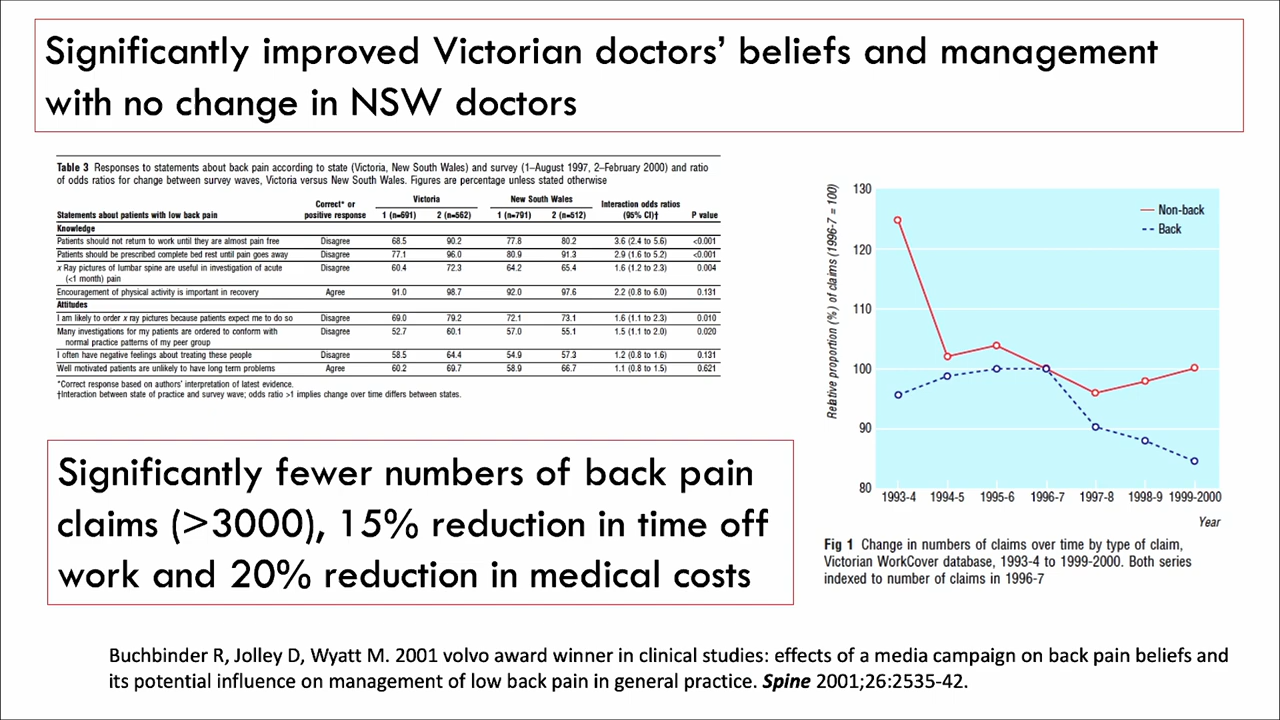 Significantly improved Victorian doctors’ beliefs and management
with no change in NSW doctors
Table 3 Responses to statements about back pain according to state (Victoria, New South Wales) and survey (1–August 1997, 2–February 2000) and ratio
of odds ratios for change between survey waves, Victoria versus New South Wales. Figures are percentage unless stated otherwise
Correct* or Victoria New South Wales Interaction odds ratios
Statements about patients with low back pain positive response 1 (n=691) 2 (n=562) 1 (n=791) 2 (n=512) (95% CI)† P value
Knowledge
Patients should not return to work until they are almost pain free Disagree 68.5 90.2 77.8 80.2 3.6 (2.4 to 5.6) <0.001
Patients should be prescribed complete bed rest until pain goes away Disagree 77.1 96.0 80.9 91.3 2.9 (1.6 to 5.2) <0.001
x Ray pictures of lumbar spine are useful in investigation of acute Disagree 60.4 72.3 64.2 65.4 1.6 (1.2 to 2.3) 0.004
(<1 month) pain
Encouragement of physical activity is important in recovery Agree 91.0 98.7 92.0 97.6 2.2 (0.8 to 6.0) 0.131
Attitudes
I am likely to order x ray pictures because patients expect me to do so Disagree 69.0 79.2 72.1 73.1 1.6 (1.1 to 2.3) 0.010
Many investigations for my patients are ordered to conform with Disagree 52.7 60.1 57.0 55.1 1.5 (1.1 to 2.0) 0.020
normal practice patterns of my peer group
I often have negative feelings about treating these people Disagree 58.5 64.4 54.9 57.3 1.2 (0.8 to 1.6) 0.131
Well motivated patients are unlikely to have long term problems Agree 60.2 69.7 58.9 66.7 1.1 (0.8 to 1.5) 0.621
*Correct response based on authors' interpretation of latest evidence.
†Interaction between state of practice and survey wave; odds ratio >1 implies change over time differs between states.
Relative proportion (%) of claims (1996-7 = 100)
130
120
110
100
90
80
Non-back
Back
1993-4 1994-5 1995-6 1996-7 1997-8 1998-9 1999-2000
Year
Fig 1 Change in numbers of claims over time by type of claim,
Victorian WorkCover database, 1993-4 to 1999-2000. Both series
indexed to number of claims in 1996-7
Significantly fewer numbers of back pain
claims (>3000), 15% reduction in time off
work and 20% reduction in medical costs
Buchbinder R, Jolley D, Wyatt M. 2001 volvo award winner in clinical studies: effects of a media campaign on back pain beliefs and
its potential influence on management of low back pain in general practice. Spine 2001;26:2535-42.